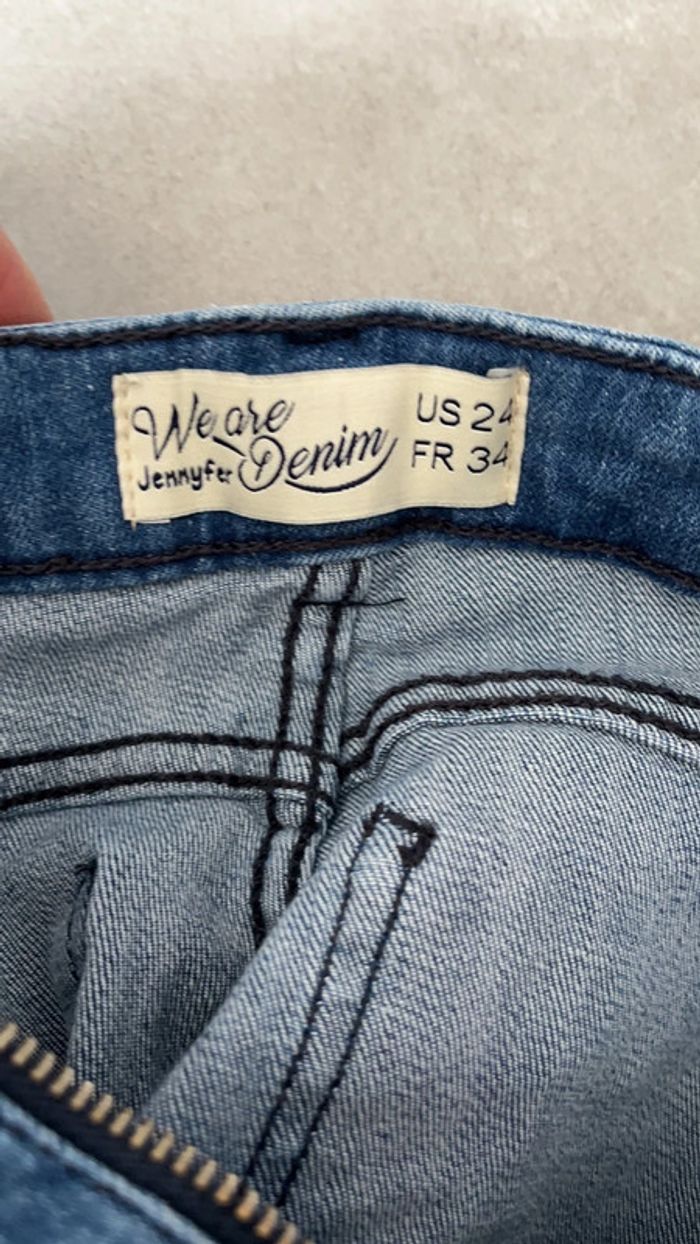 We are
Jennyfer Denim
US 24
FR 34